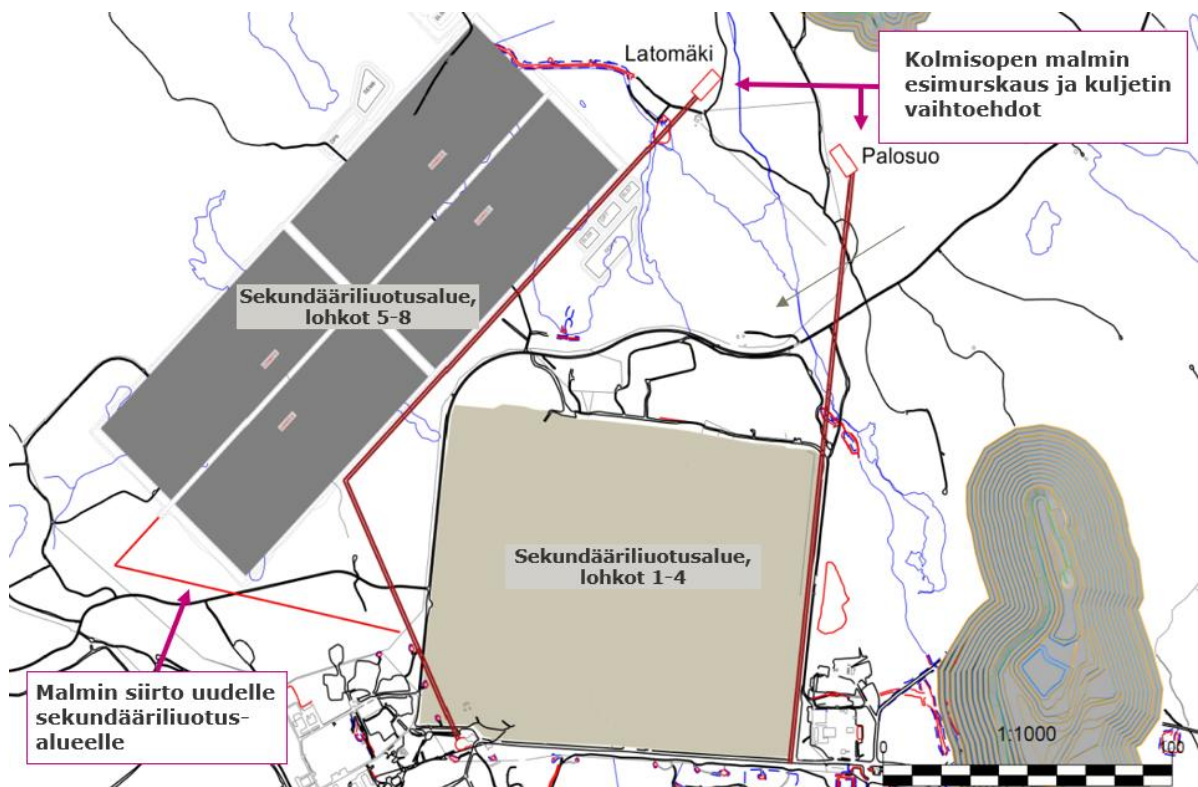 Latomäki
Kolmisopen malmin
esimurskaus ja kuljetin
vaihtoehdot
Palosuo
Sekundääriliuotusalue,
lohkot 5-8
Sekundääriliuotusalue,
lohkot 1-4
Malmin siirto uudelle
sekundääriliuotus-
alueelle
1:1000
0
100